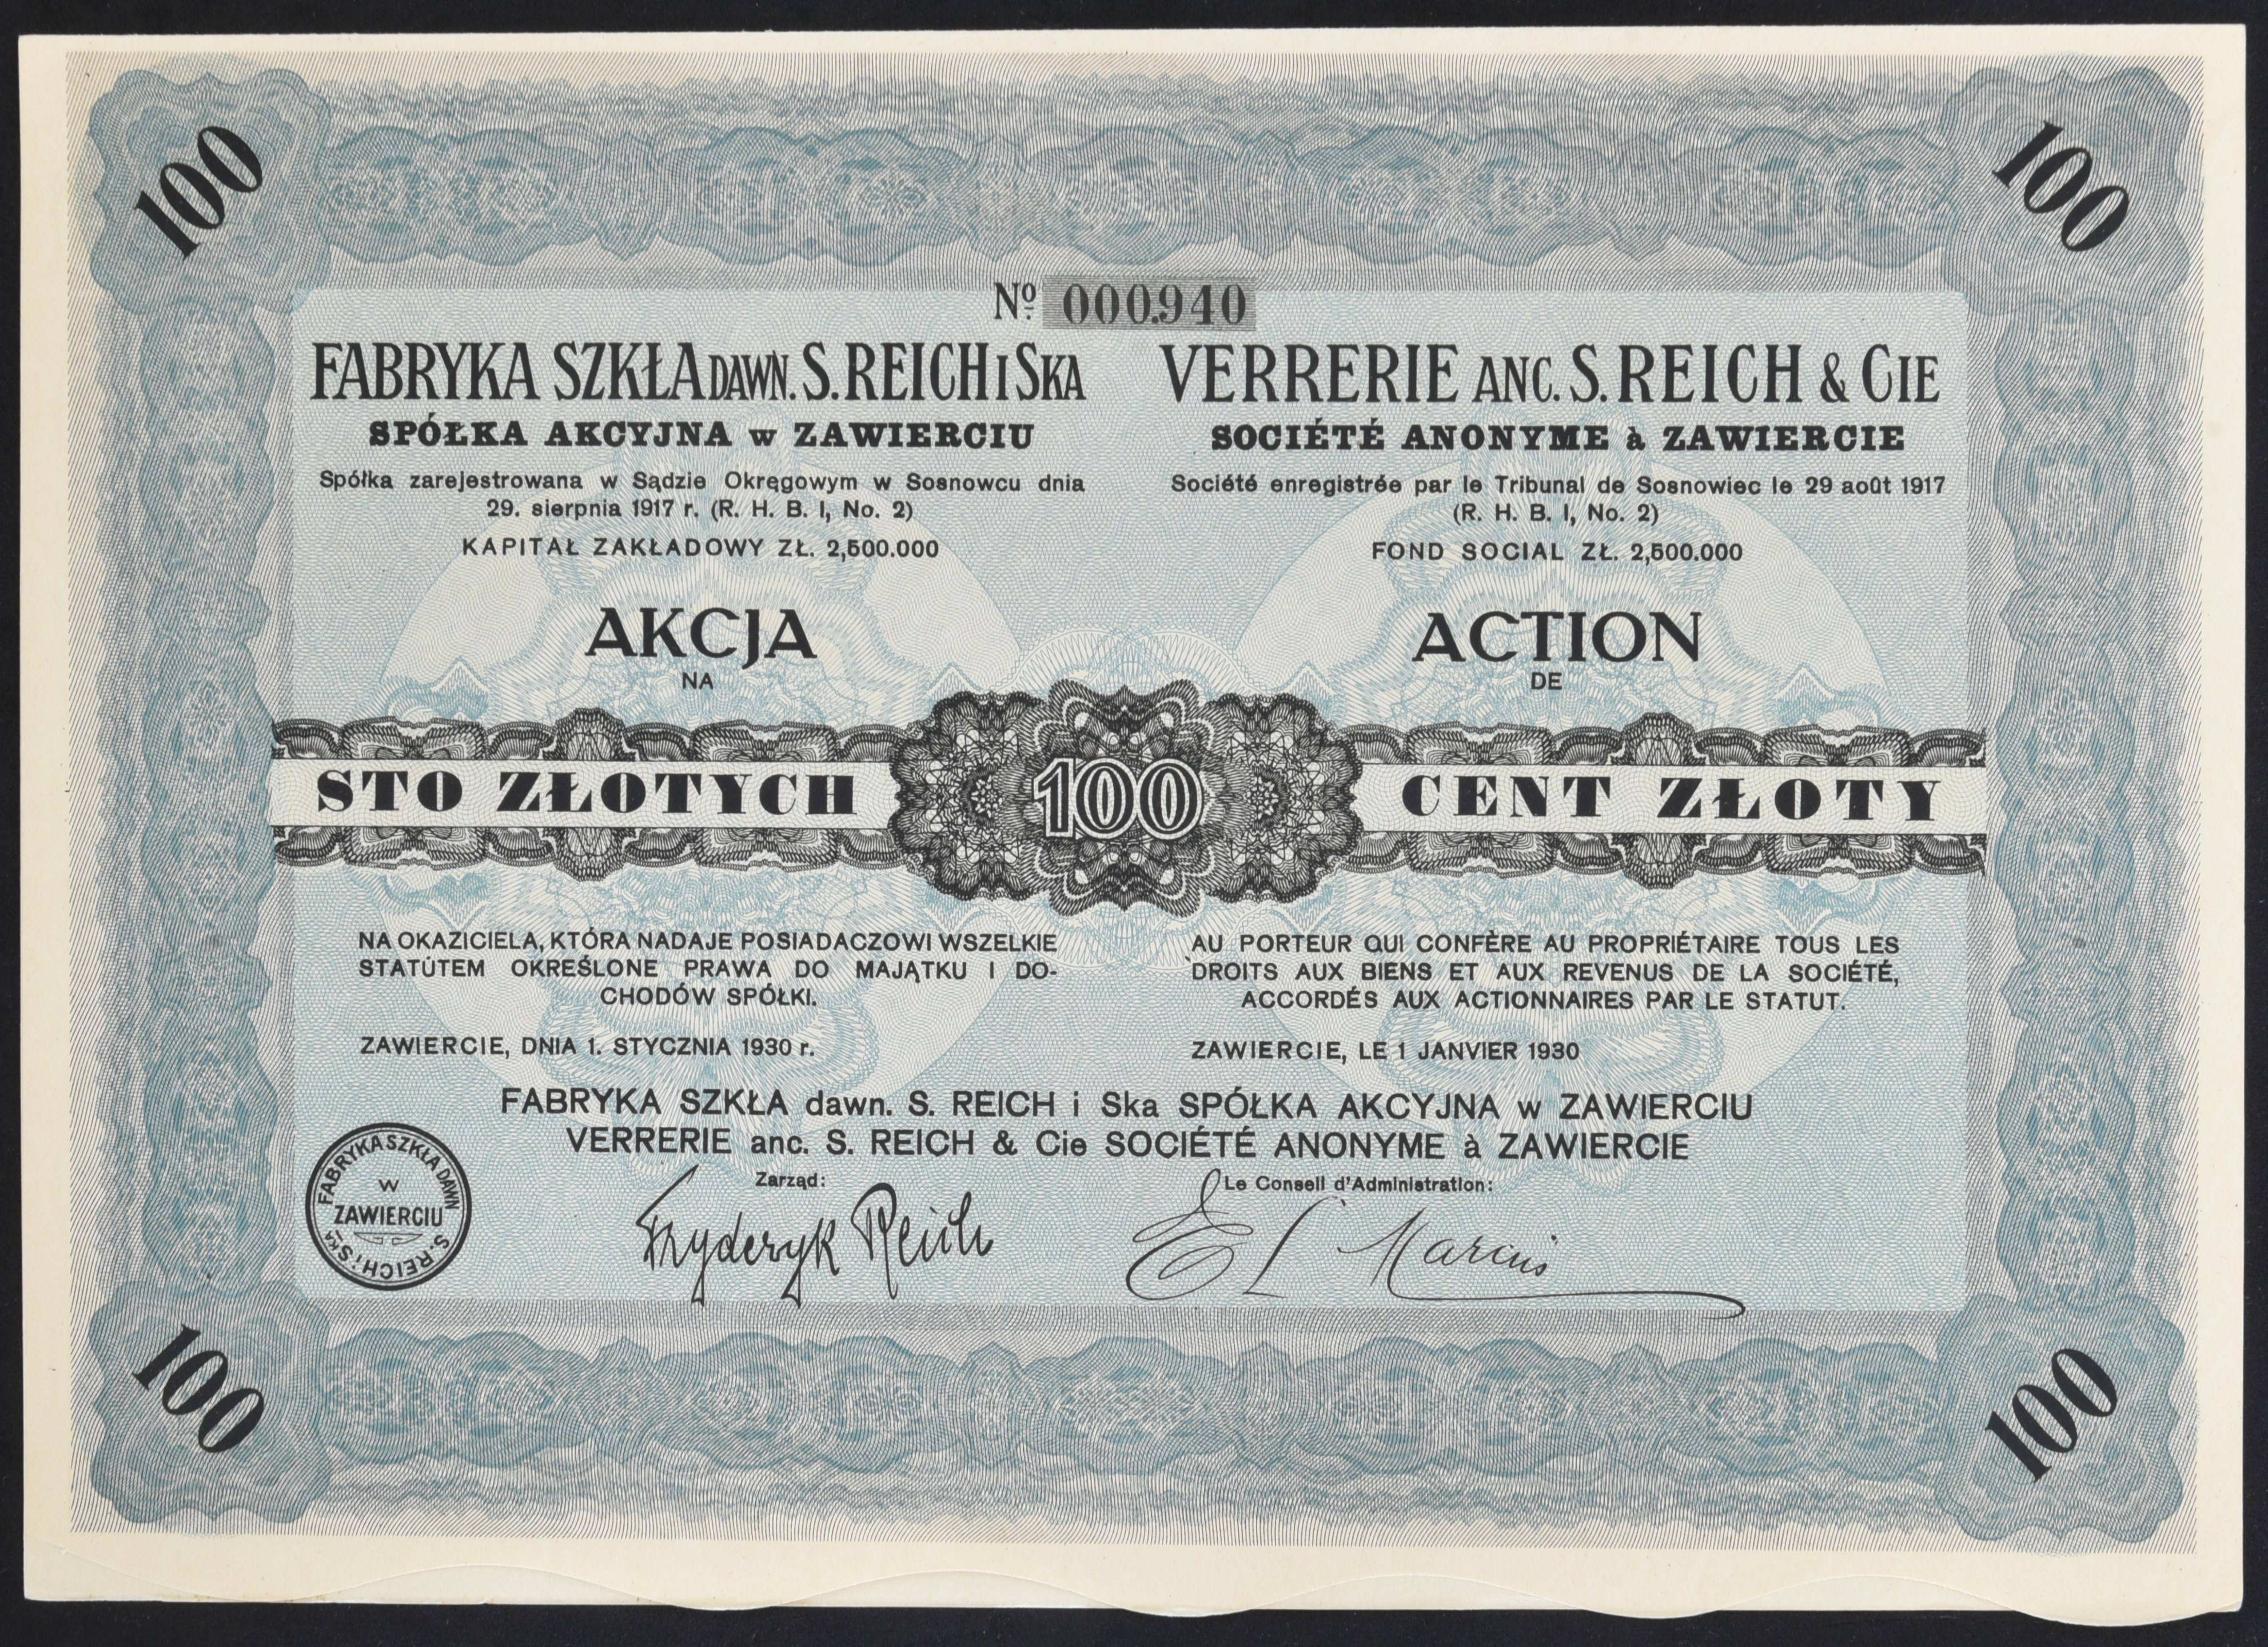 100
100
Nº 000940
FABRYKA SZKŁA DAWN. S. REICH I SKA
SPÓŁKA AKCYJNA w ZAWIERCIU
Spółka zarejestrowana w Sądzie Okręgowym w Sosnowcu dnia
29. sierpnia 1917 r. (R. H. B. I, No. 2)
KAPITAŁ ZAKŁADOWY ZŁ. 2,500.000
AKCJA
NA
STO ZŁOTYCH
NA OKAZICIELA, KTÓRA NADAJE POSIADACZOWI WSZELKIE
STATUTEM OKREŚLONE PRAWA DO MAJĄTKU I DO-
CHODÓW SPÓŁKI.
ZAWIERCIE, DNIA 1. STYCZNIA 1930 r.
VERRERIE ANC. S. REICH & CIE
SOCIÉTÉ ANONYME à ZAWIERCIE
Société enregistrée par le Tribunal de Sosnowiec le 29 août 1917
(R. H. B. I, No. 2)
FOND SOCIAL ZŁ. 2,500.000
ACTION
DE
100
CENT ZŁOTY
AU PORTEUR QUI CONFÈRE AU PROPRIÉTAIRE TOUS LES
DROITS AUX BIENS ET AUX REVENUS DE LA SOCIÉTÉ,
ACCORDÉS AUX ACTIONNAIRES PAR LE STATUT.
ZAWIERCIE, LE 1 JANVIER 1930
FABRYKA SZKŁA dawn. S. REICH i Ska SPÓŁKA AKCYJNA w ZAWIERCIU
VERRERIE anc. S. REICH & Cie SOCIÉTÉ ANONYME à ZAWIERCIE
Zarząd:
Fryderyk Reich
Le Conseil d'Administration:
FABRYKA SZKŁA DAWN. S. REICH i SKA
W
ZAWIERCIU
100
100